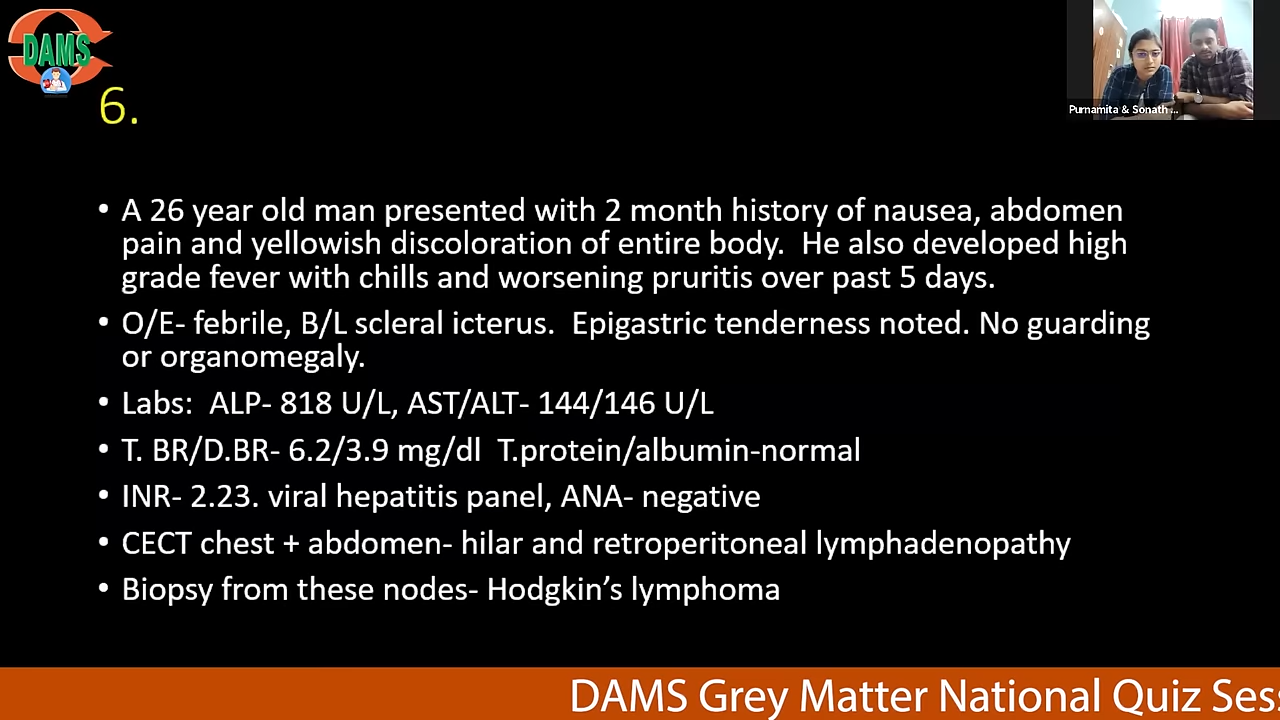 DAMS
6.
Purnamita & Sonath ...
• A 26 year old man presented with 2 month history of nausea, abdomen
pain and yellowish discoloration of entire body.  He also developed high
grade fever with chills and worsening pruritis over past 5 days.
• O/E- febrile, B/L scleral icterus.  Epigastric tenderness noted. No guarding
or organomegaly.
• Labs:  ALP- 818 U/L, AST/ALT- 144/146 U/L
• T. BR/D.BR- 6.2/3.9 mg/dl  T.protein/albumin-normal
• INR- 2.23. viral hepatitis panel, ANA- negative
• CECT chest + abdomen- hilar and retroperitoneal lymphadenopathy
• Biopsy from these nodes- Hodgkin’s lymphoma
DAMS Grey Matter National Quiz Ses